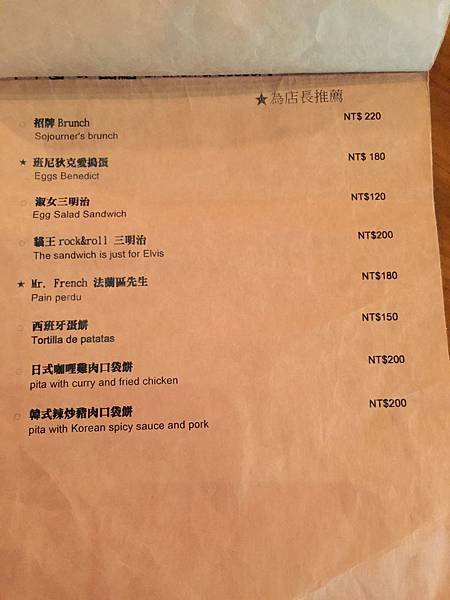 ★為店長推薦
招牌 Brunch NT$ 220
Sojourner's brunch
★ 班尼狄克愛搗蛋 NT$ 180
Eggs Benedict
淑女三明治 NT$120
Egg Salad Sandwich
貓王 rock&roll 三明治 NT$200
The sandwich is just for Elvis
★ Mr. French 法蘭區先生 NT$180
Pain perdu
西班牙蛋餅 NT$150
Tortilla de patatas
日式咖哩雞肉口袋餅 NT$200
pita with curry and fried chicken
韓式辣炒豬肉口袋餅 NT$200
pita with Korean spicy sauce and pork